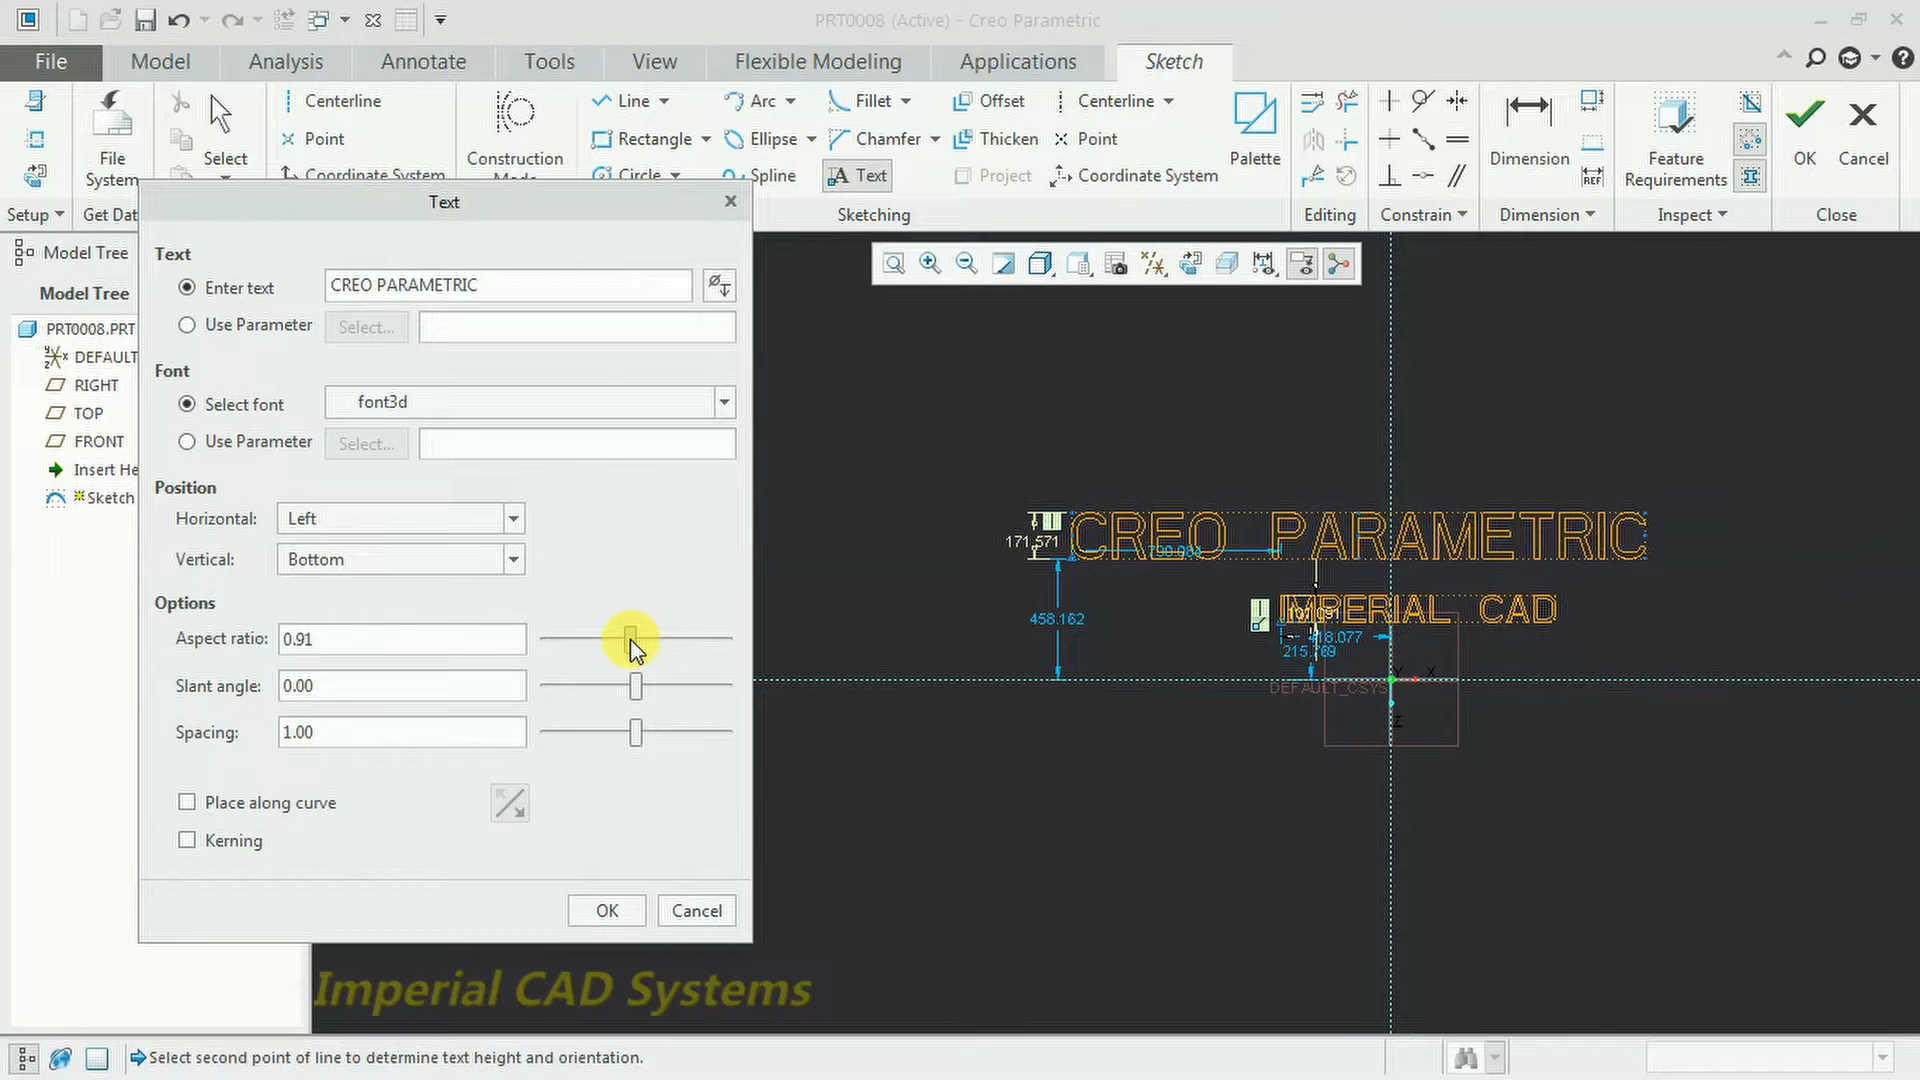 PRT0008 (Active) - Creo Parametric
File Model Analysis Annotate Tools View Flexible Modeling Applications Sketch
Centerline Line Arc Fillet Offset Centerline
Point Rectangle Ellipse Chamfer Thicken Point
File System Select Coordinate System Construction Mode Circle Spline Text Project Coordinate System Palette Dimension Feature Requirements OK Cancel
Setup Get Dat Sketching Editing Constrain Dimension Inspect Close
Text
Model Tree
Model Tree
PRT0008.PRT
DEFAULT
RIGHT
TOP
FRONT
Insert He
Sketch
Text
Enter text CREO PARAMETRIC
Use Parameter Select...
Font
Select font font3d
Use Parameter Select...
Position
Horizontal: Left
Vertical: Bottom
Options
Aspect ratio: 0.91
Slant angle: 0.00
Spacing: 1.00
Place along curve
Kerning
OK Cancel
CREO PARAMETRIC
171.571
790.084
IMPERIAL CAD
458.162
418.077
215.769
DEFAULT_CSYS
Y
X
Z
Imperial CAD Systems
Select second point of line to determine text height and orientation.